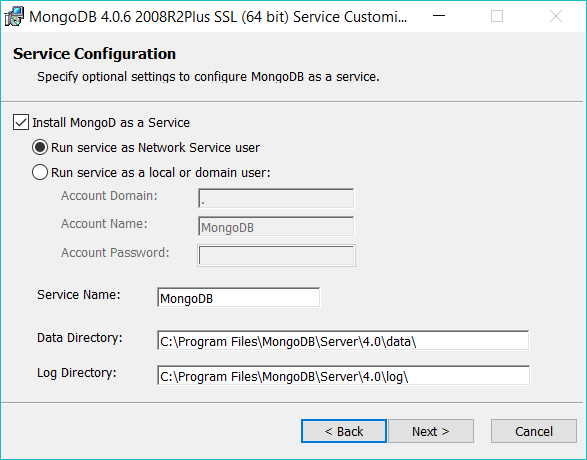 MongoDB 4.0.6 2008R2Plus SSL (64 bit) Service Customi...
Service Configuration
Specify optional settings to configure MongoDB as a service.
Install MongoD as a Service
Run service as Network Service user
Run service as a local or domain user:
Account Domain: .
Account Name: MongoDB
Account Password:
Service Name: MongoDB
Data Directory: C:\Program Files\MongoDB\Server\4.0\data\
Log Directory: C:\Program Files\MongoDB\Server\4.0\log\
< Back Next > Cancel